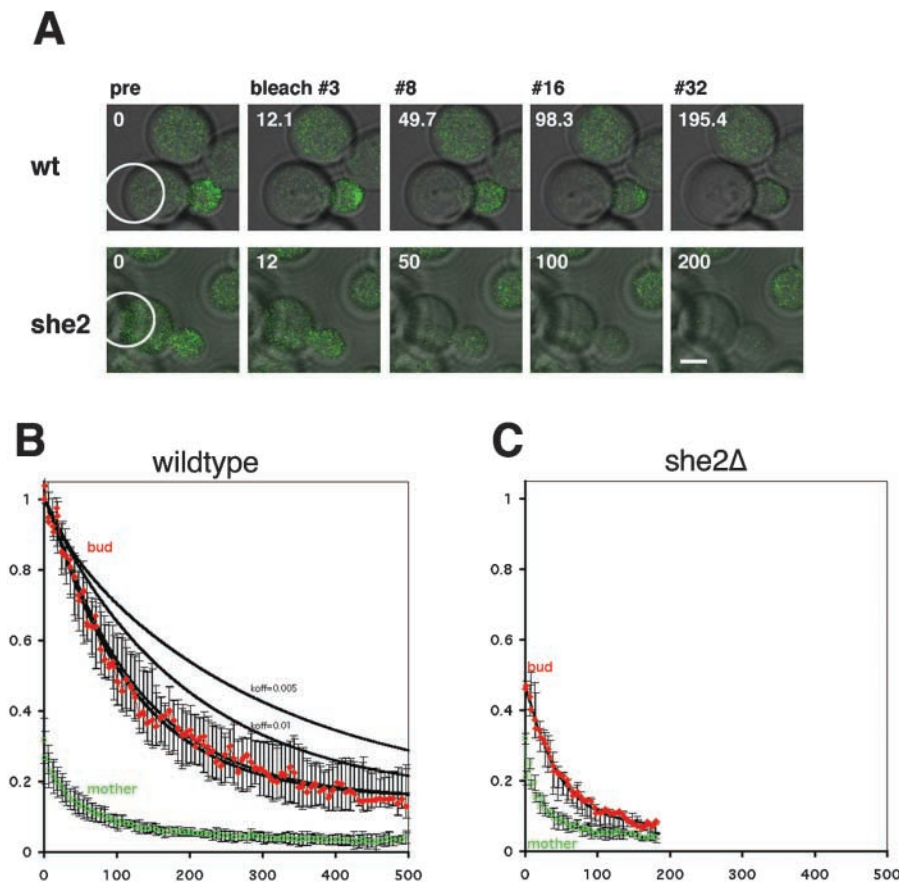 A
pre bleach #3 #8 #16 #32
wt
0 12.1 49.7 98.3 195.4
she2
0 12 50 100 200
B
wildtype
1
0.8
0.6
0.4
0.2
0
bud
koff=0.005
koff=0.01
mother
0 100 200 300 400 500
C
she2Δ
1
0.8
0.6
0.4
0.2
0
bud
mother
0 100 200 300 400 500